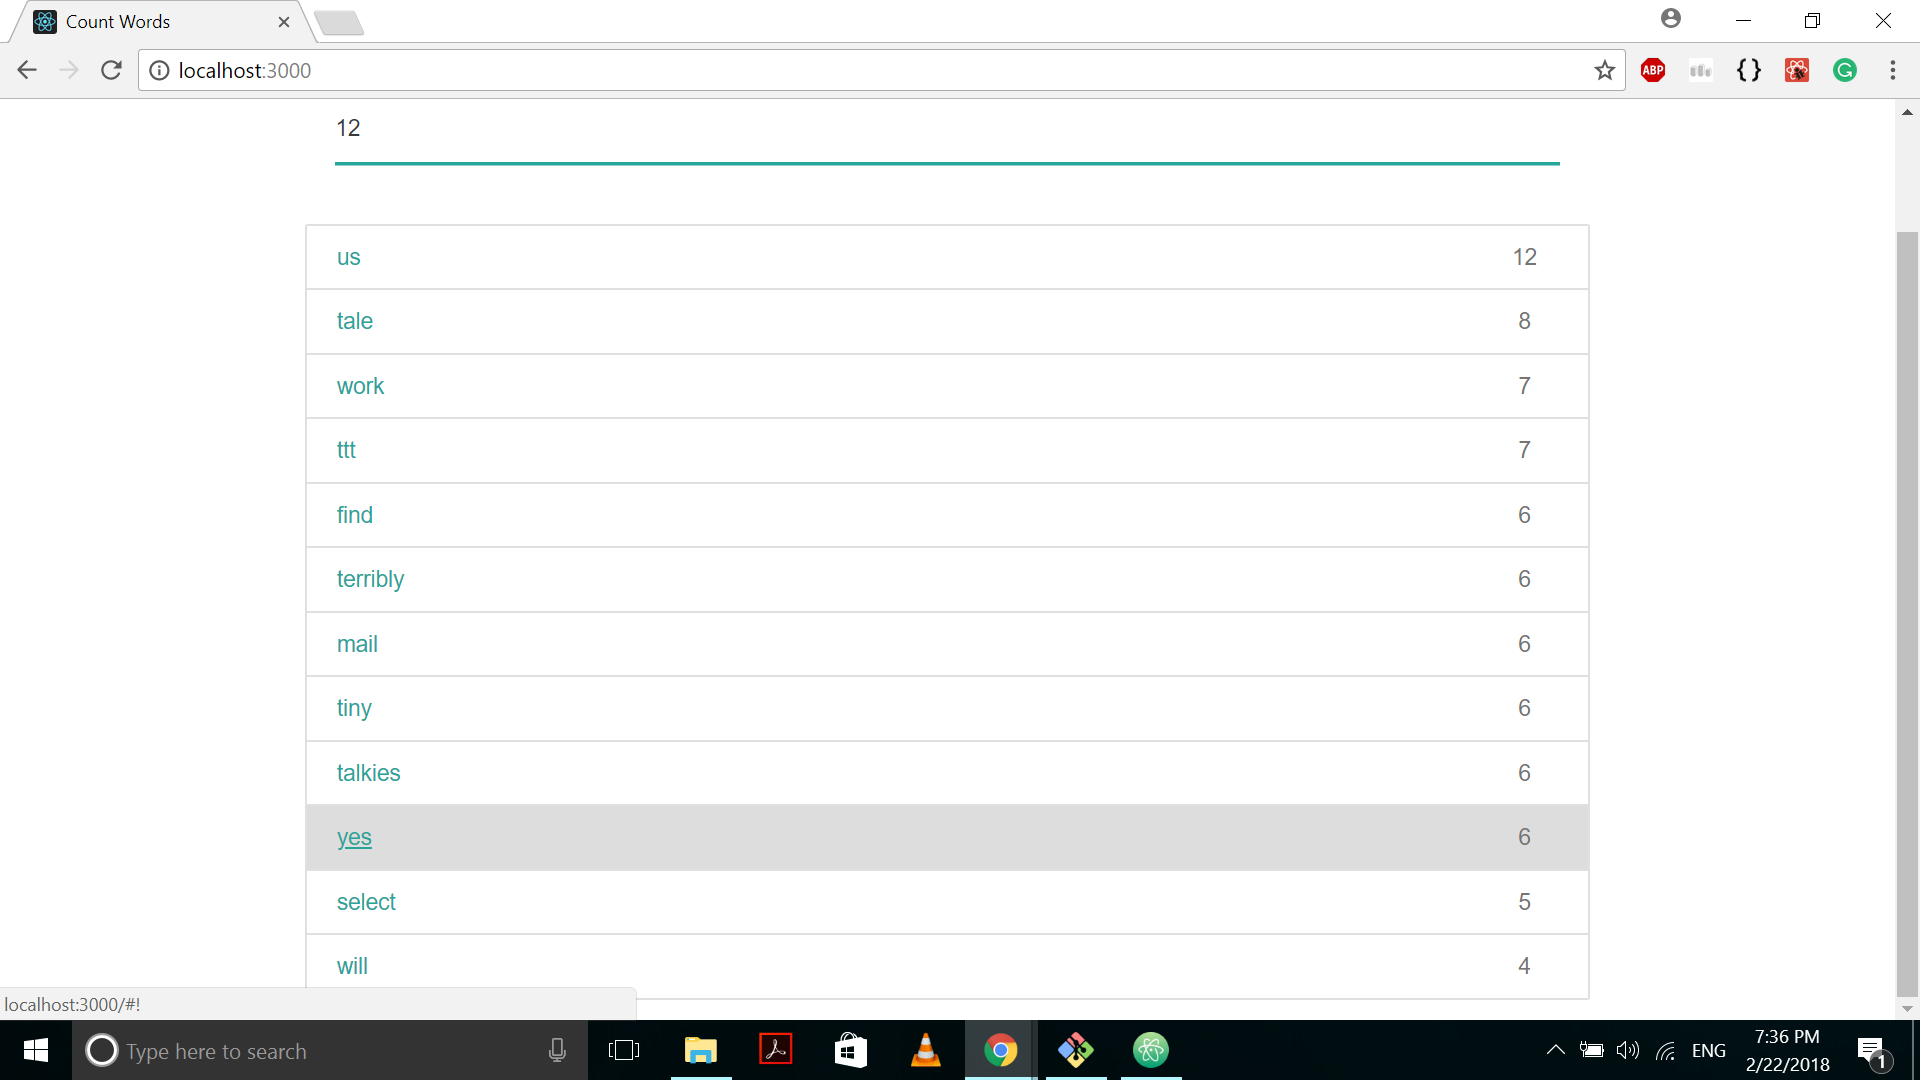 Count Words
localhost:3000
ABP
12
us 12
tale 8
work 7
ttt 7
find 6
terribly 6
mail 6
tiny 6
talkies 6
yes 6
select 5
will 4
localhost:3000/#!
Type here to search
ENG
7:36 PM
2/22/2018
1